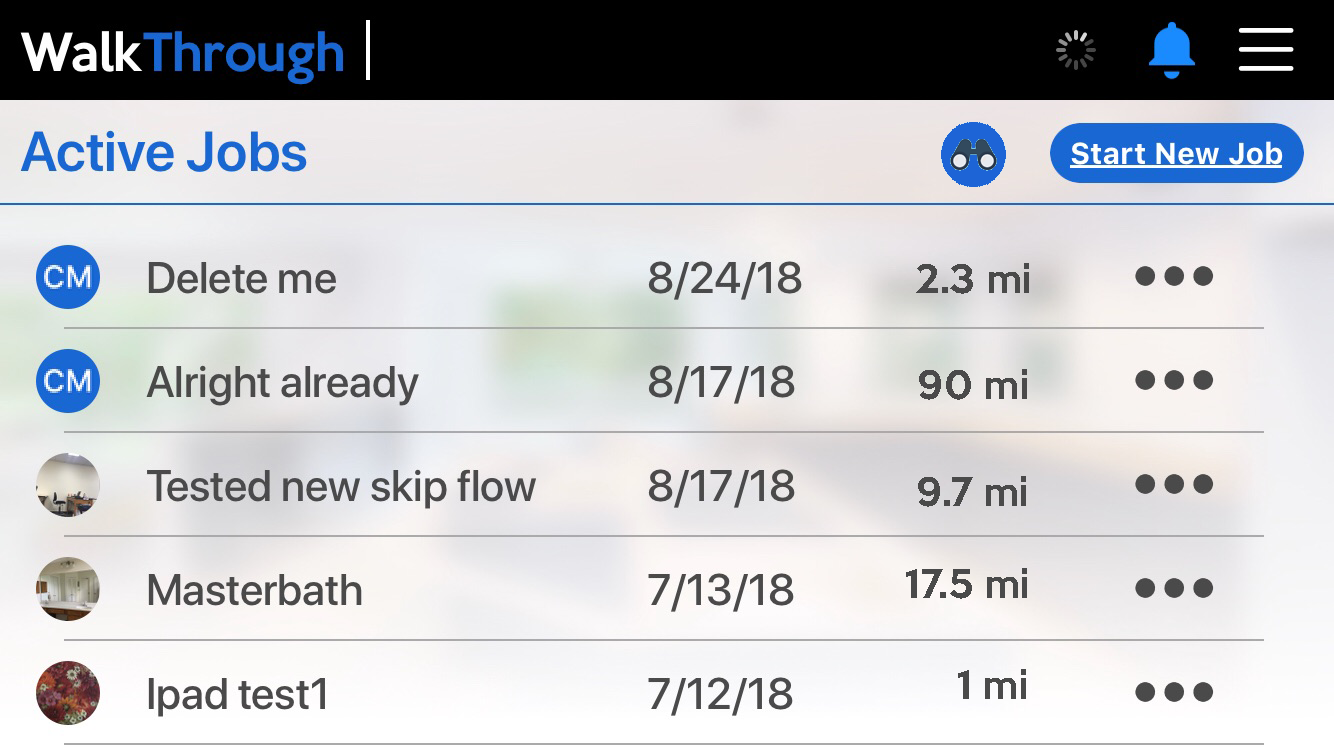 WalkThrough
Active Jobs
Start New Job
CM Delete me 8/24/18 2.3 mi
CM Alright already 8/17/18 90 mi
Tested new skip flow 8/17/18 9.7 mi
Masterbath 7/13/18 17.5 mi
Ipad test1 7/12/18 1 mi